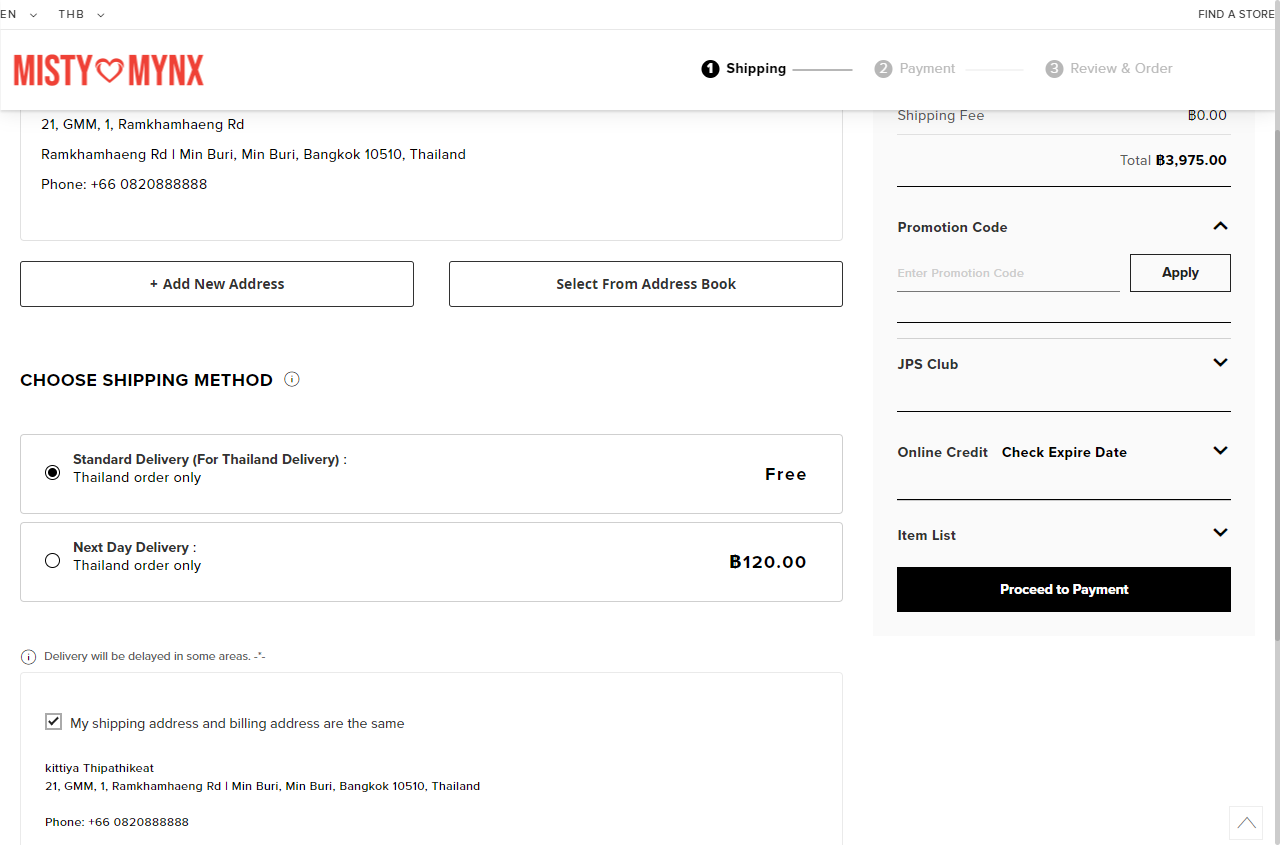 EN THB FIND A STORE
MISTY MYNX
1 Shipping 2 Payment 3 Review & Order
21, GMM, 1, Ramkhamhaeng Rd
Ramkhamhaeng Rd | Min Buri, Min Buri, Bangkok 10510, Thailand
Phone: +66 0820888888
+ Add New Address Select From Address Book
CHOOSE SHIPPING METHOD
Standard Delivery (For Thailand Delivery) :
Thailand order only
Free
Next Day Delivery :
Thailand order only
฿120.00
Delivery will be delayed in some areas. -*-
My shipping address and billing address are the same
kittiya Thipathikeat
21, GMM, 1, Ramkhamhaeng Rd | Min Buri, Min Buri, Bangkok 10510, Thailand
Phone: +66 0820888888
Shipping Fee ฿0.00
Total ฿3,975.00
Promotion Code
Enter Promotion Code Apply
JPS Club
Online Credit Check Expire Date
Item List
Proceed to Payment